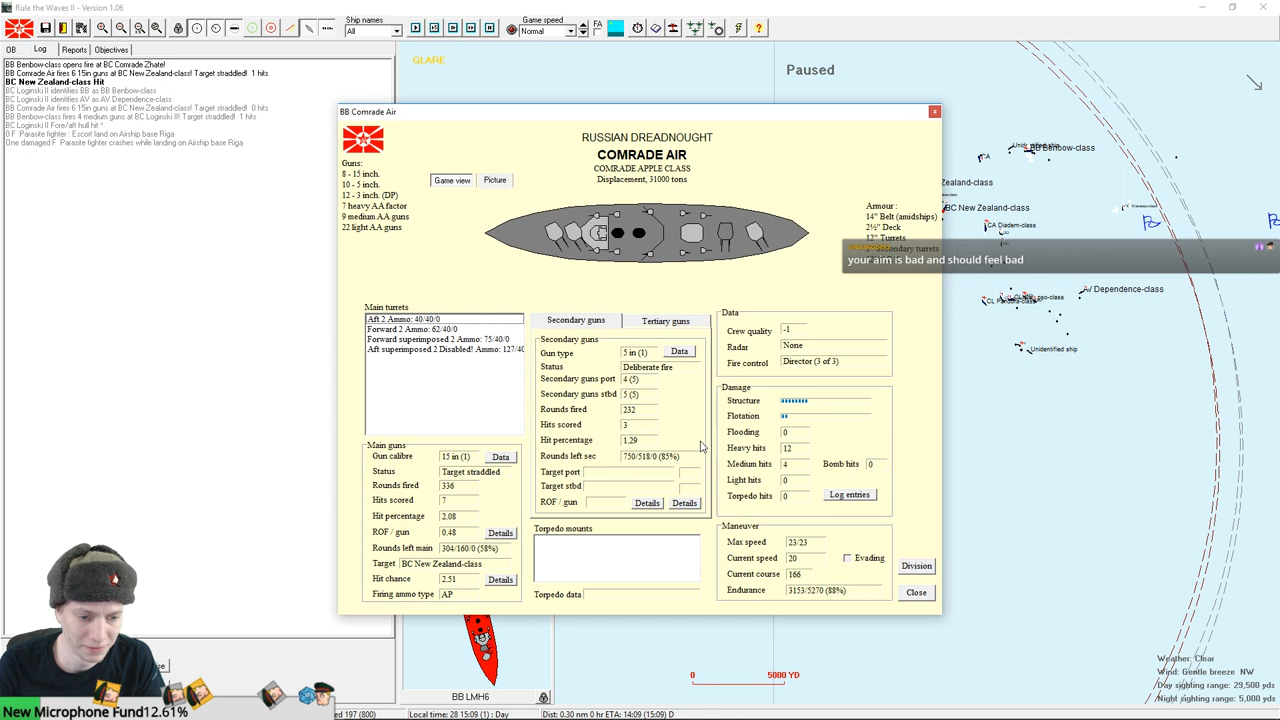 Rule the Waves II - Version 1.06
Ship names
All
Game speed
Normal
FA
OB Log Reports Objectives
BB Benbow-class opens fire at BC Comrade Zhate!
BB Comrade Air fires 6 15in guns at BC New Zealand-class! Target straddled! 1 hits
BC New Zealand-class Hit
BC Loginski II identifies BB as BB Benbow-class
BC Loginski II identifies AV as AV Dependence-class
BB Comrade Air fires 6 15in guns at BC New Zealand-class! Target straddled! 0 hits
BB Benbow-class fires 4 medium guns at BC Loginski II! Target straddled! 1 hits
BC Loginski II Fore/aft hull hit *
0 F Parasite fighter : Escort land on Airship base Riga
One damaged F Parasite fighter crashes while landing on Airship base Riga
GLARE
Paused
BB Comrade Air
RUSSIAN DREADNOUGHT
COMRADE AIR
COMRADE APPLE CLASS
Displacement, 31000 tons
Guns:
8 - 15 inch.
10 - 5 inch.
12 - 3 inch. (DP)
7 heavy AA factor
9 medium AA guns
22 light AA guns
Game view
Picture
Armour :
14" Belt (amidships)
2½" Deck
12" Turrets
secondary turrets
your aim is bad and should feel bad
Main turrets
Aft 2 Ammo: 40/40/0
Forward 2 Ammo: 62/40/0
Forward superimposed 2 Ammo: 75/40/0
Aft superimposed 2 Disabled! Ammo: 127/40
Main guns
Gun calibre 15 in (1) Data
Status Target straddled
Rounds fired 336
Hits scored 7
Hit percentage 2.08
ROF / gun 0.48 Details
Rounds left main 304/160/0 (58%)
Target BC New Zealand-class
Hit chance 2.51 Details
Firing ammo type AP
Secondary guns
Tertiary guns
Secondary guns
Gun type 5 in (1) Data
Status Deliberate fire
Secondary guns port 4 (5)
Secondary guns stbd 5 (5)
Rounds fired 232
Hits scored 3
Hit percentage 1.29
Rounds left sec 750/518/0 (85%)
Target port
Target stbd
ROF / gun Details Details
Torpedo mounts
Torpedo data
Data
Crew quality -1
Radar None
Fire control Director (3 of 3)
Damage
Structure
Flotation
Flooding 0
Heavy hits 12
Medium hits 4 Bomb hits 0
Light hits 0
Torpedo hits 0 Log entries
Maneuver
Max speed 23/23
Current speed 20 Evading
Current course 166
Endurance 3153/5270 (88%)
Division
Close
BB Benbow-class
Zealand-class
BC New Zealand-class
CA Diadem-class
AV Dependence-class
Unidentified ship
BB LMH6
0 5000 YD
Weather: Clear
Wind: Gentle breeze NW
Day sighting range: 29,500 yds
Night sighting range: 5,000 yds
New Microphone Fund 12.61%
ed 197 (800) Local time: 28 15:09 (1) : Day Dist: 0.30 nm 0 hr ETA: 14:09 (15:09) D